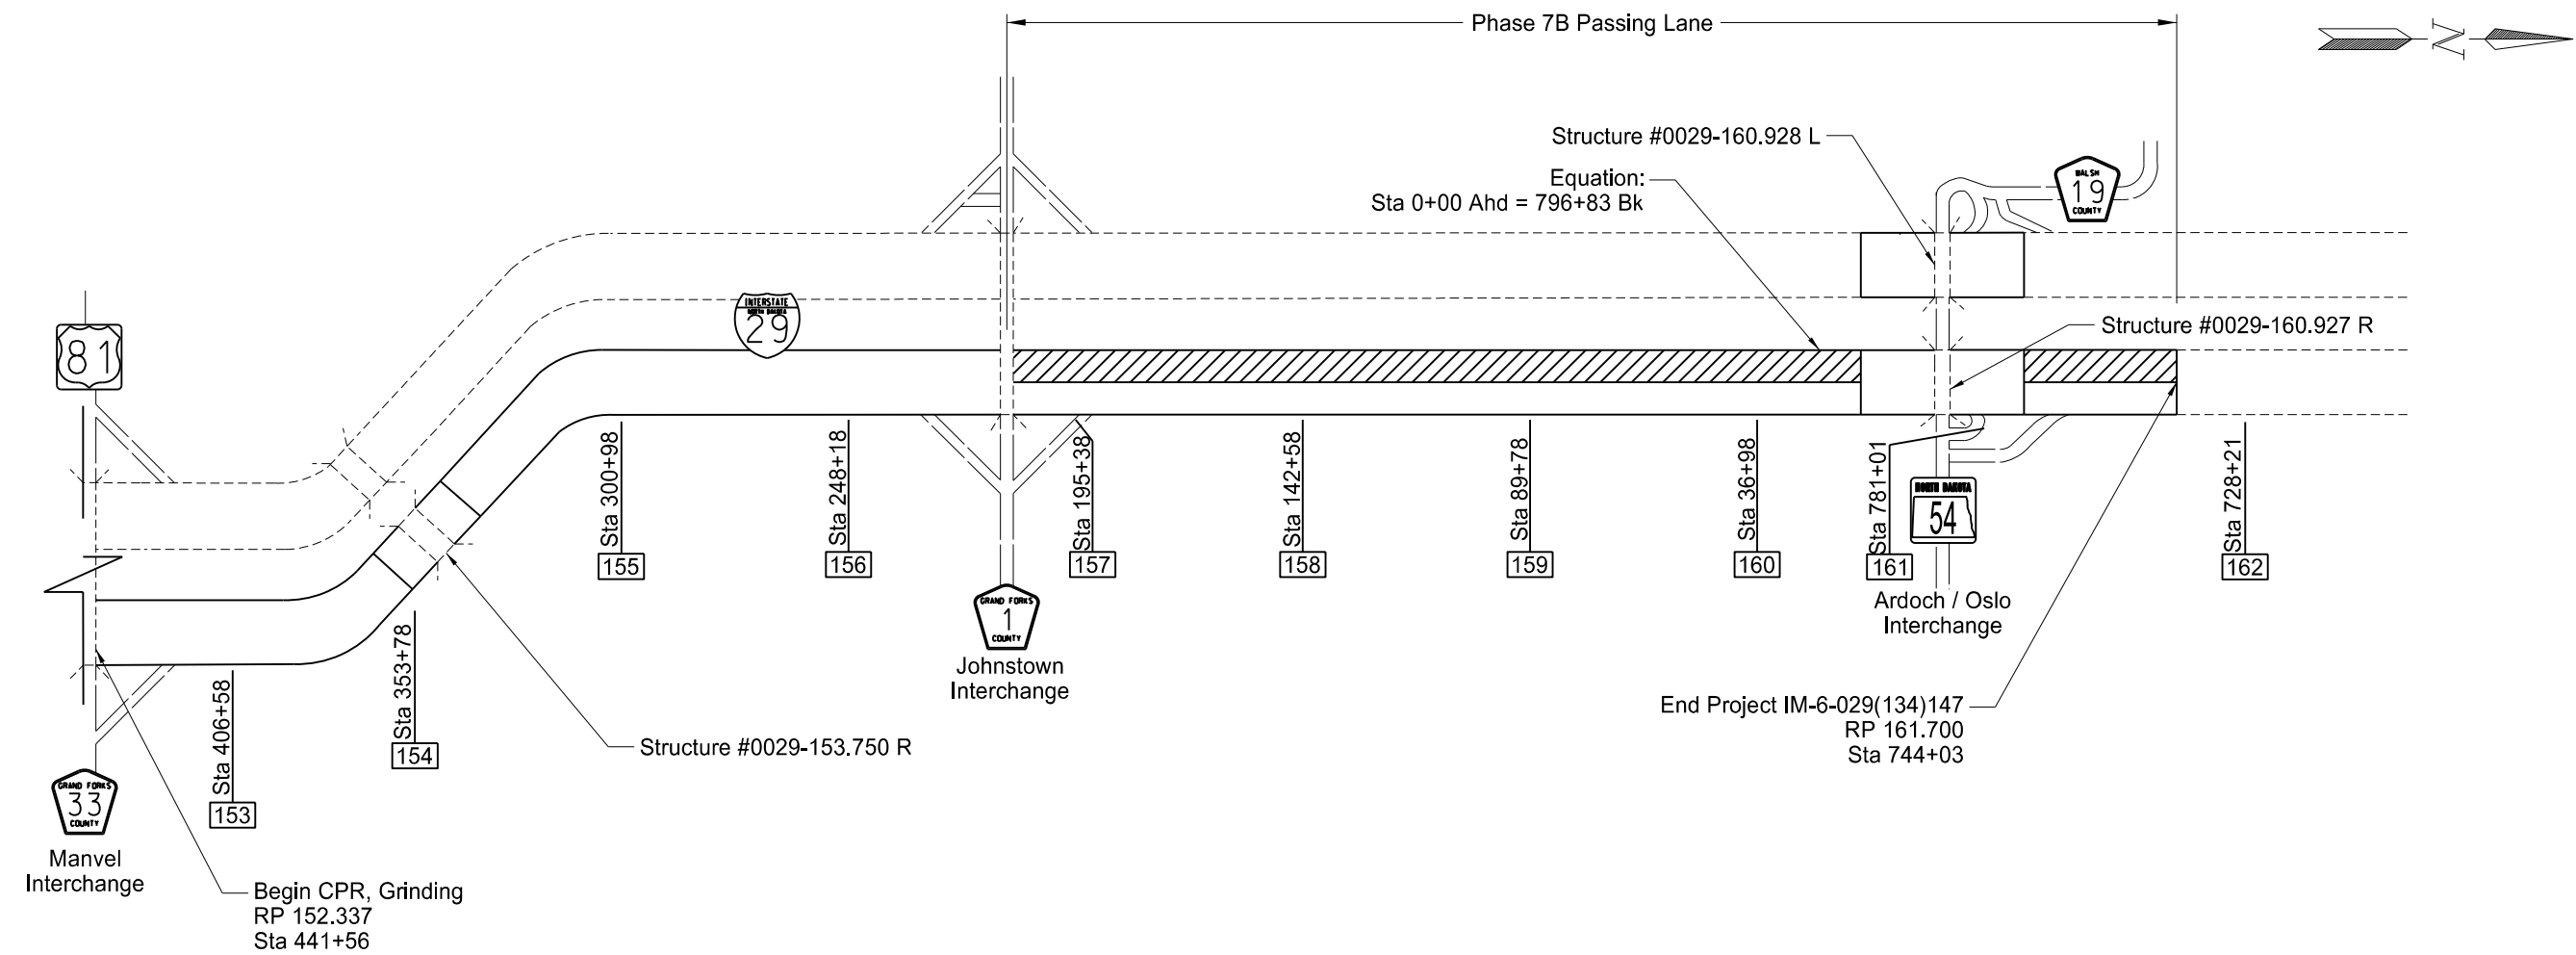 Phase 7B Passing Lane
N
Structure #0029-160.928 L
Equation:
Sta 0+00 Ahd = 796+83 Bk
WALSH
19
COUNTY
INTERSTATE
NORTH DAKOTA
29
Structure #0029-160.927 R
81
Sta 406+58
153
Sta 353+78
154
Sta 300+98
155
Sta 248+18
156
Sta 195+38
157
Sta 142+58
158
Sta 89+78
159
Sta 36+98
160
Sta 781+01
161
NORTH DAKOTA
54
Sta 728+21
162
Ardoch / Oslo
Interchange
GRAND FORKS
1
COUNTY
Johnstown
Interchange
End Project IM-6-029(134)147
RP 161.700
Sta 744+03
Structure #0029-153.750 R
GRAND FORKS
33
COUNTY
Manvel
Interchange
Begin CPR, Grinding
RP 152.337
Sta 441+56